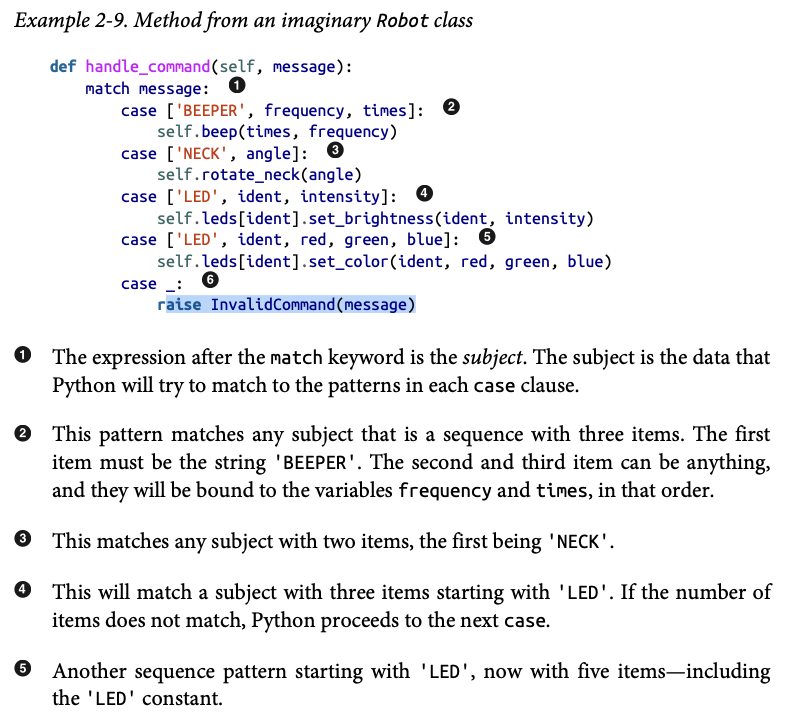 Example 2-9. Method from an imaginary Robot class
def handle_command(self, message):
match message: ❶
case ['BEEPER', frequency, times]: ❷
self.beep(times, frequency)
case ['NECK', angle]: ❸
self.rotate_neck(angle)
case ['LED', ident, intensity]: ❹
self.leds[ident].set_brightness(ident, intensity)
case ['LED', ident, red, green, blue]: ❺
self.leds[ident].set_color(ident, red, green, blue)
case _: ❻
raise InvalidCommand(message)
❶ The expression after the match keyword is the subject. The subject is the data that
Python will try to match to the patterns in each case clause.
❷ This pattern matches any subject that is a sequence with three items. The first
item must be the string 'BEEPER'. The second and third item can be anything,
and they will be bound to the variables frequency and times, in that order.
❸ This matches any subject with two items, the first being 'NECK'.
❹ This will match a subject with three items starting with 'LED'. If the number of
items does not match, Python proceeds to the next case.
❺ Another sequence pattern starting with 'LED', now with five items—including
the 'LED' constant.